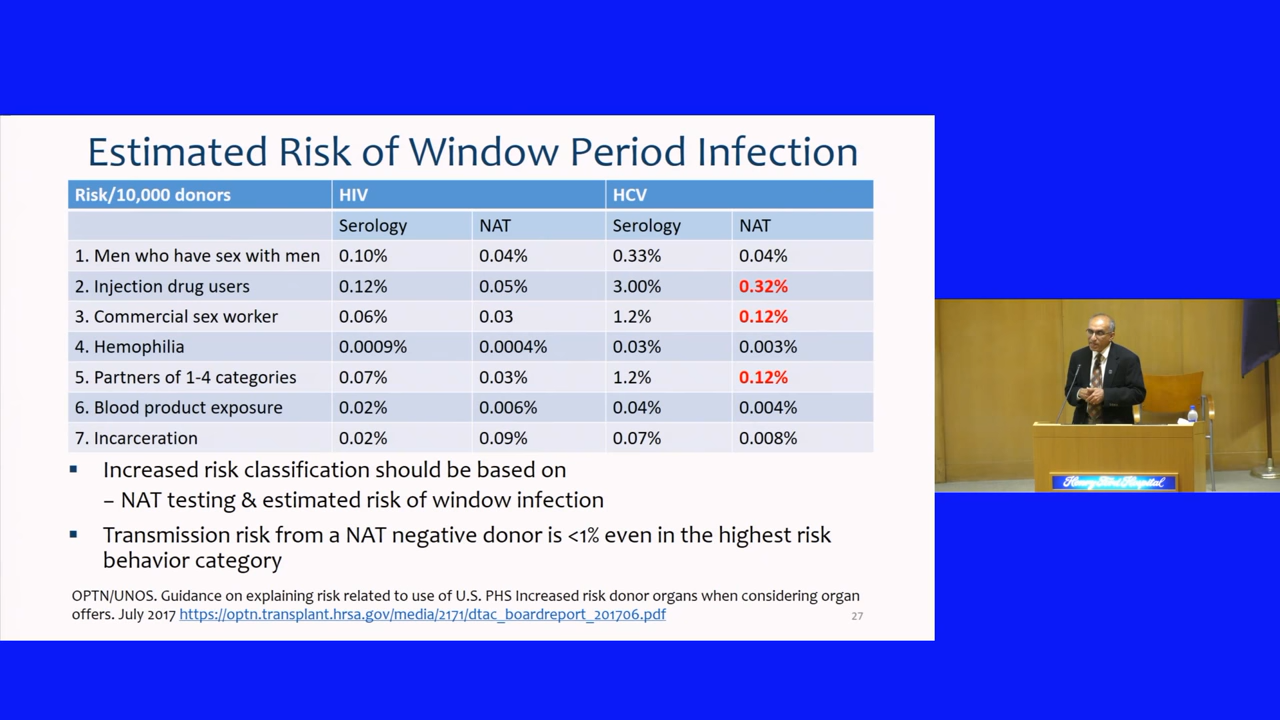 Estimated Risk of Window Period Infection
Risk/10,000 donors HIV HCV
Serology NAT Serology NAT
1. Men who have sex with men 0.10% 0.04% 0.33% 0.04%
2. Injection drug users 0.12% 0.05% 3.00% 0.32%
3. Commercial sex worker 0.06% 0.03 1.2% 0.12%
4. Hemophilia 0.0009% 0.0004% 0.03% 0.003%
5. Partners of 1-4 categories 0.07% 0.03% 1.2% 0.12%
6. Blood product exposure 0.02% 0.006% 0.04% 0.004%
7. Incarceration 0.02% 0.09% 0.07% 0.008%
▪ Increased risk classification should be based on
– NAT testing & estimated risk of window infection
▪ Transmission risk from a NAT negative donor is <1% even in the highest risk
behavior category
OPTN/UNOS. Guidance on explaining risk related to use of U.S. PHS Increased risk donor organs when considering organ
offers. July 2017 https://optn.transplant.hrsa.gov/media/2171/dtac_boardreport_201706.pdf
27
Henry Ford Hospital